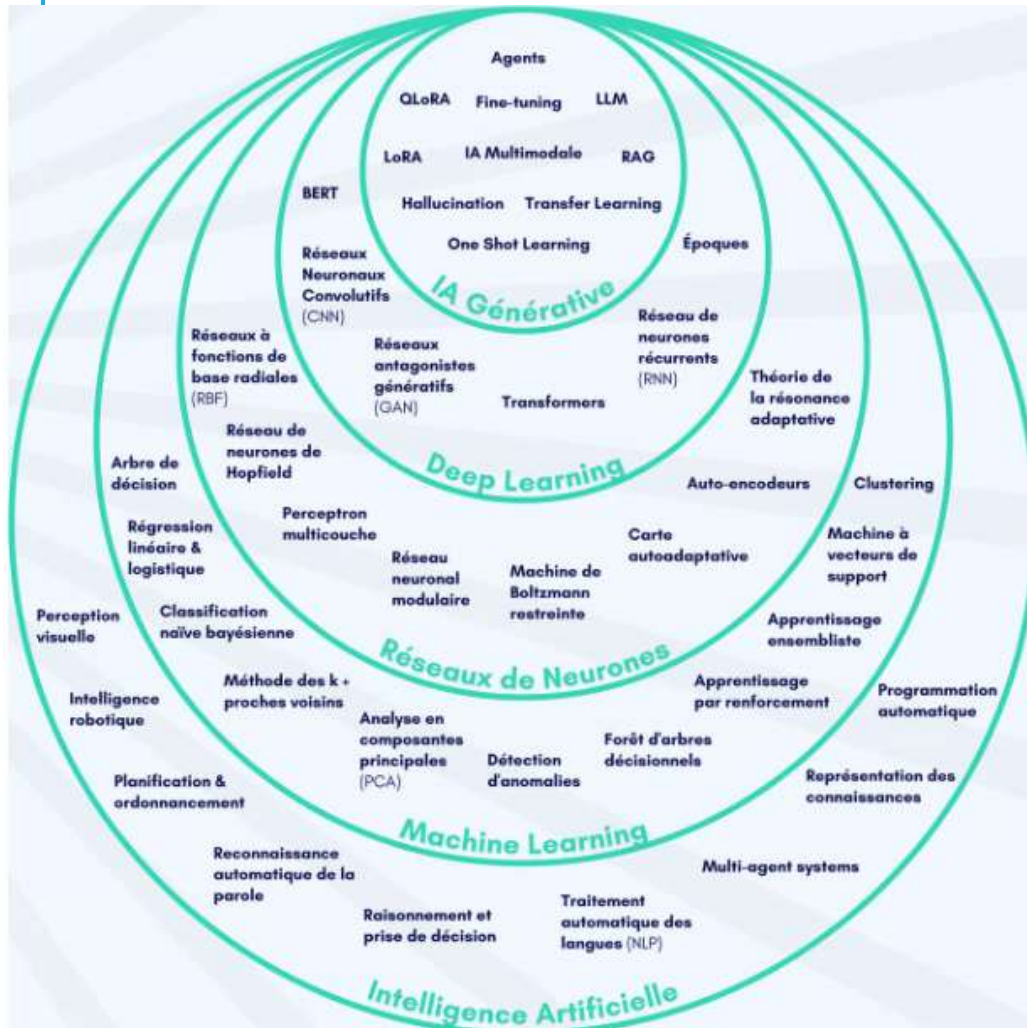 Agents
QLoRA
Fine-tuning
LLM
LoRA
IA Multimodale
RAG
Hallucination
Transfer Learning
One Shot Learning
IA Générative
BERT
Époques
Réseaux
Neuronaux
Convolutifs
(CNN)
Réseaux
antagonistes
génératifs
(GAN)
Transformers
Réseau de
neurones
récurrents
(RNN)
Deep Learning
Réseaux à
fonctions de
base radiales
(RBF)
Théorie de
la résonance
adaptative
Réseau de
neurones de
Hopfield
Auto-encodeurs
Perceptron
multicouche
Réseau
neuronal
modulaire
Machine de
Boltzmann
restreinte
Carte
autoadaptative
Réseaux de Neurones
Arbre de
décision
Clustering
Régression
linéaire &
logistique
Machine à
vecteurs de
support
Classification
naïve bayésienne
Apprentissage
ensembliste
Méthode des k +
proches voisins
Apprentissage
par renforcement
Analyse en
composantes
principales
(PCA)
Détection
d'anomalies
Forêt d'arbres
décisionnels
Machine Learning
Perception
visuelle
Intelligence
robotique
Programmation
automatique
Planification &
ordonnancement
Représentation des
connaissances
Reconnaissance
automatique de la
parole
Multi-agent systems
Raisonnement et
prise de décision
Traitement
automatique des
langues (NLP)
Intelligence Artificielle